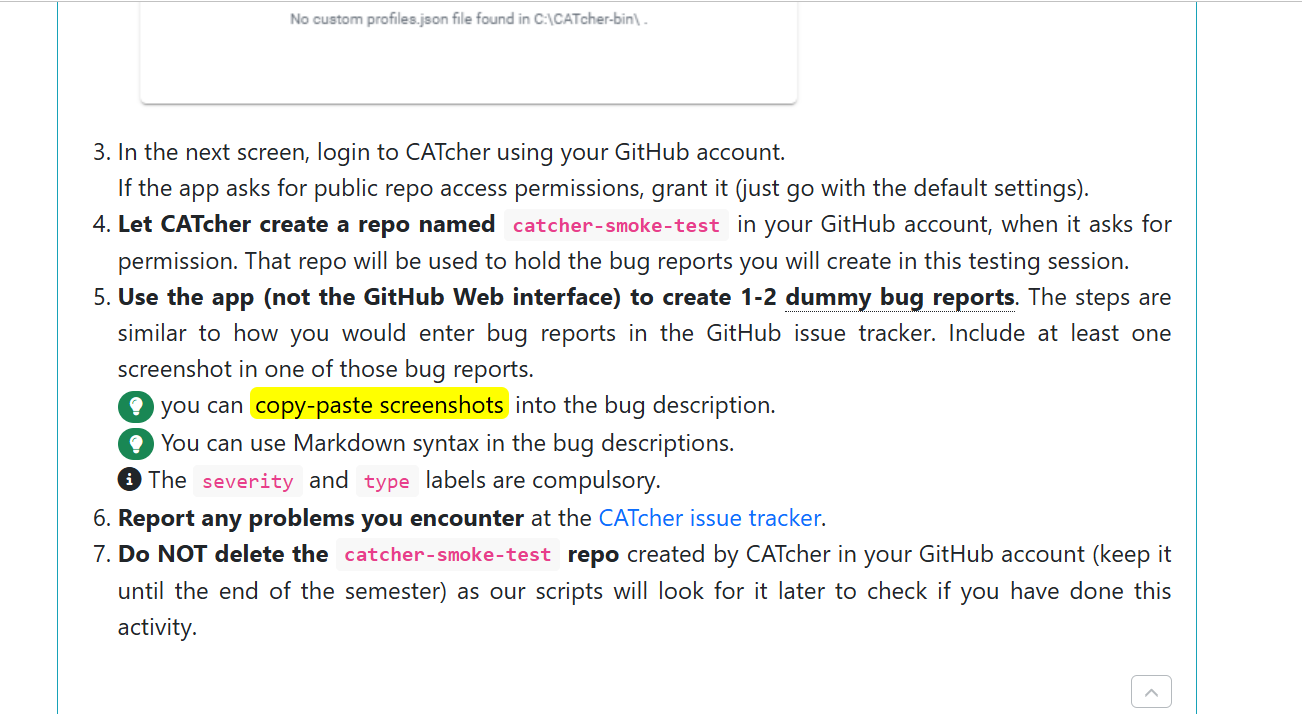 No custom profiles.json file found in C:\CATcher-bin\ .
3. In the next screen, login to CATcher using your GitHub account.
If the app asks for public repo access permissions, grant it (just go with the default settings).
4. Let CATcher create a repo named catcher-smoke-test in your GitHub account, when it asks for
permission. That repo will be used to hold the bug reports you will create in this testing session.
5. Use the app (not the GitHub Web interface) to create 1-2 dummy bug reports. The steps are
similar to how you would enter bug reports in the GitHub issue tracker. Include at least one
screenshot in one of those bug reports.
you can copy-paste screenshots into the bug description.
You can use Markdown syntax in the bug descriptions.
The severity and type labels are compulsory.
6. Report any problems you encounter at the CATcher issue tracker.
7. Do NOT delete the catcher-smoke-test repo created by CATcher in your GitHub account (keep it
until the end of the semester) as our scripts will look for it later to check if you have done this
activity.